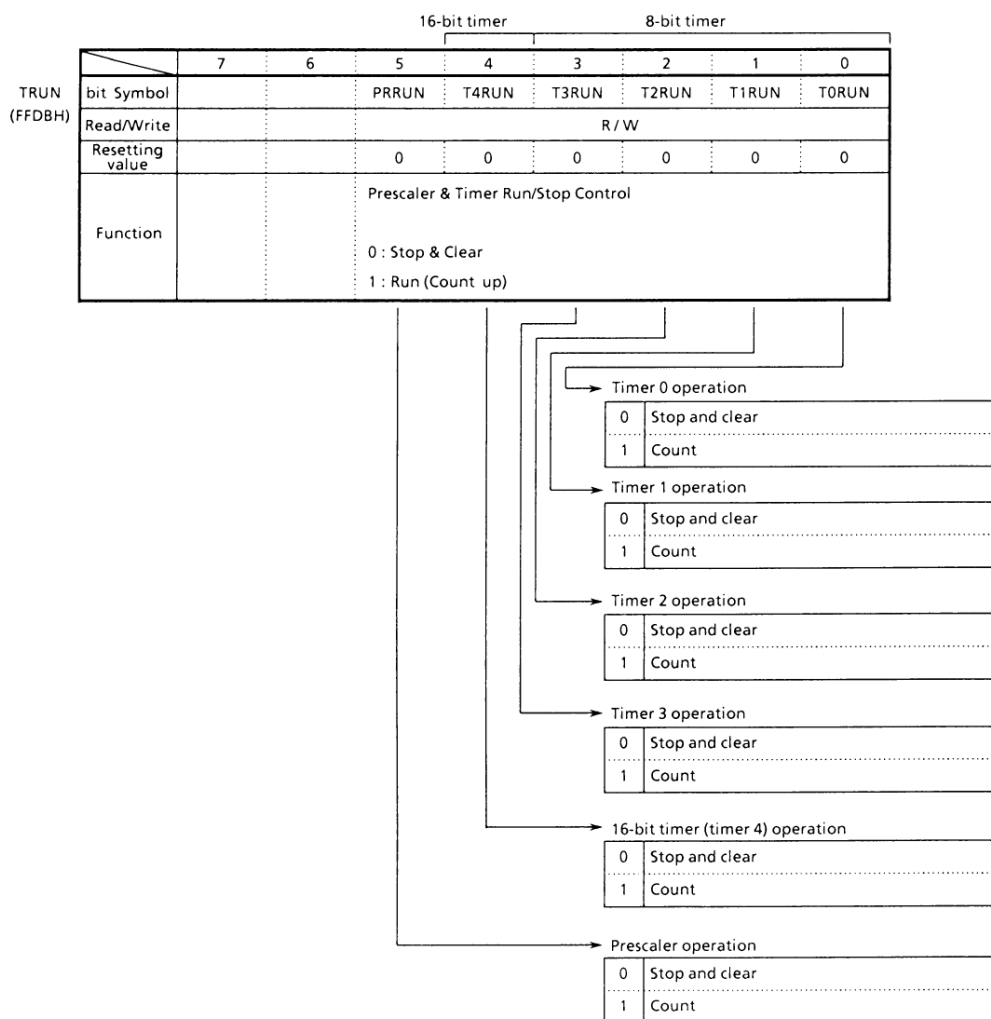 16-bit timer 8-bit timer
7 6 5 4 3 2 1 0
TRUN bit Symbol PRRUN T4RUN T3RUN T2RUN T1RUN T0RUN
(FFDBH) Read/Write R / W
Resetting value 0 0 0 0 0 0
Function Prescaler & Timer Run/Stop Control
0 : Stop & Clear
1 : Run (Count up)
Timer 0 operation
0 Stop and clear
1 Count
Timer 1 operation
0 Stop and clear
1 Count
Timer 2 operation
0 Stop and clear
1 Count
Timer 3 operation
0 Stop and clear
1 Count
16-bit timer (timer 4) operation
0 Stop and clear
1 Count
Prescaler operation
0 Stop and clear
1 Count